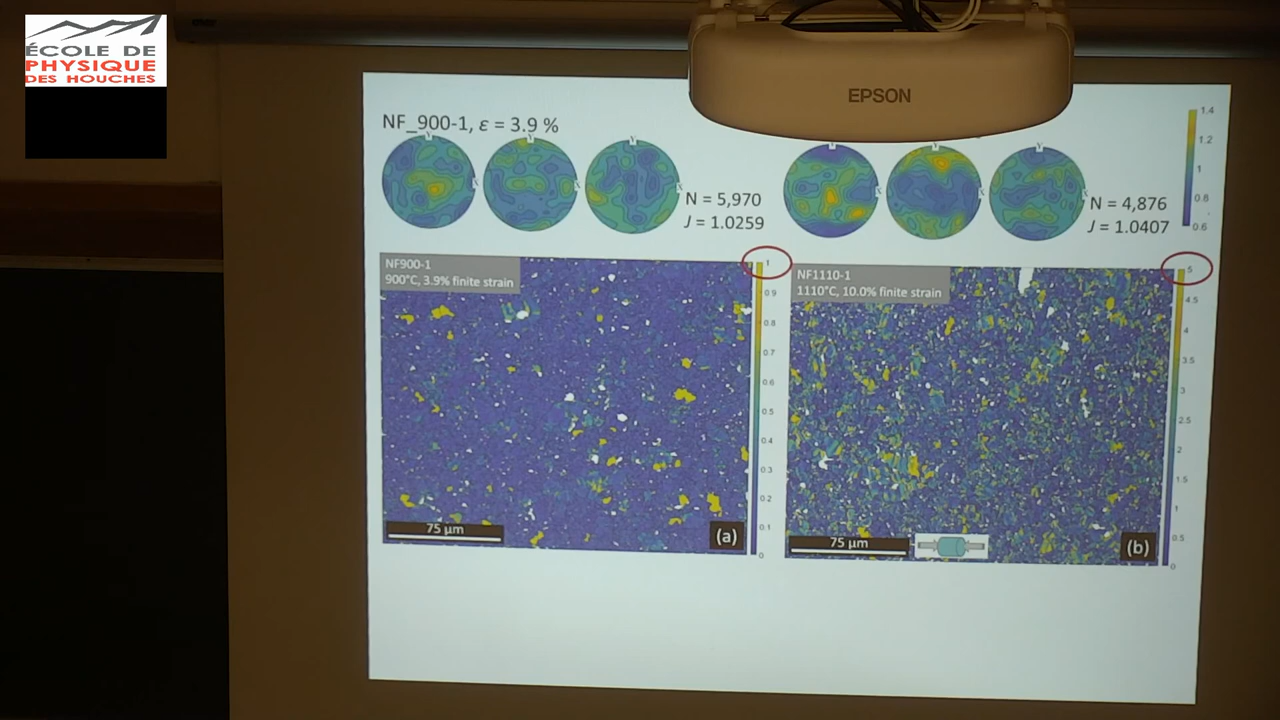 ÉCOLE DE
PHYSIQUE
DES HOUCHES
EPSON
NF_900-1, ε = 3.9 %
Y
X
Y
X
Y
X
N = 5,970
J = 1.0259
Y
X
Y
X
Y
X
N = 4,876
J = 1.0407
1.4
1.2
1
0.8
0.6
NF900-1
900°C, 3.9% finite strain
75 µm
(a)
1
0.9
0.8
0.7
0.6
0.5
0.4
0.3
0.2
0.1
0
NF1110-1
1110°C, 10.0% finite strain
75 µm
(b)
5
4.5
4
3.5
3
2.5
2
1.5
1
0.5
0